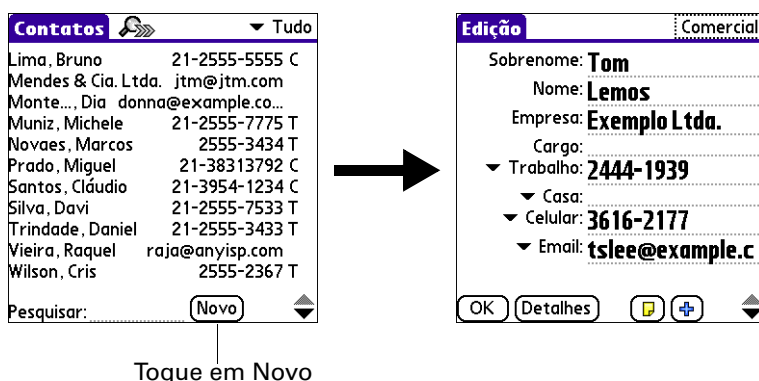 Contatos
Tudo
Lima, Bruno 21-2555-5555 C
Mendes & Cia. Ltda. jtm@jtm.com
Monte..., Dia donna@example.co...
Muniz, Michele 21-2555-7775 T
Novaes, Marcos 2555-3434 T
Prado, Miguel 21-38313792 C
Santos, Cláudio 21-3954-1234 C
Silva, Davi 21-2555-7533 T
Trindade, Daniel 21-2555-3433 T
Vieira, Raquel raja@anyisp.com
Wilson, Cris 2555-2367 T
Pesquisar: Novo
Toque em Novo
Edição Comercial
Sobrenome: Tom
Nome: Lemos
Empresa: Exemplo Ltda.
Cargo:
Trabalho: 2444-1939
Casa:
Celular: 3616-2177
Email: tslee@example.c
OK Detalhes